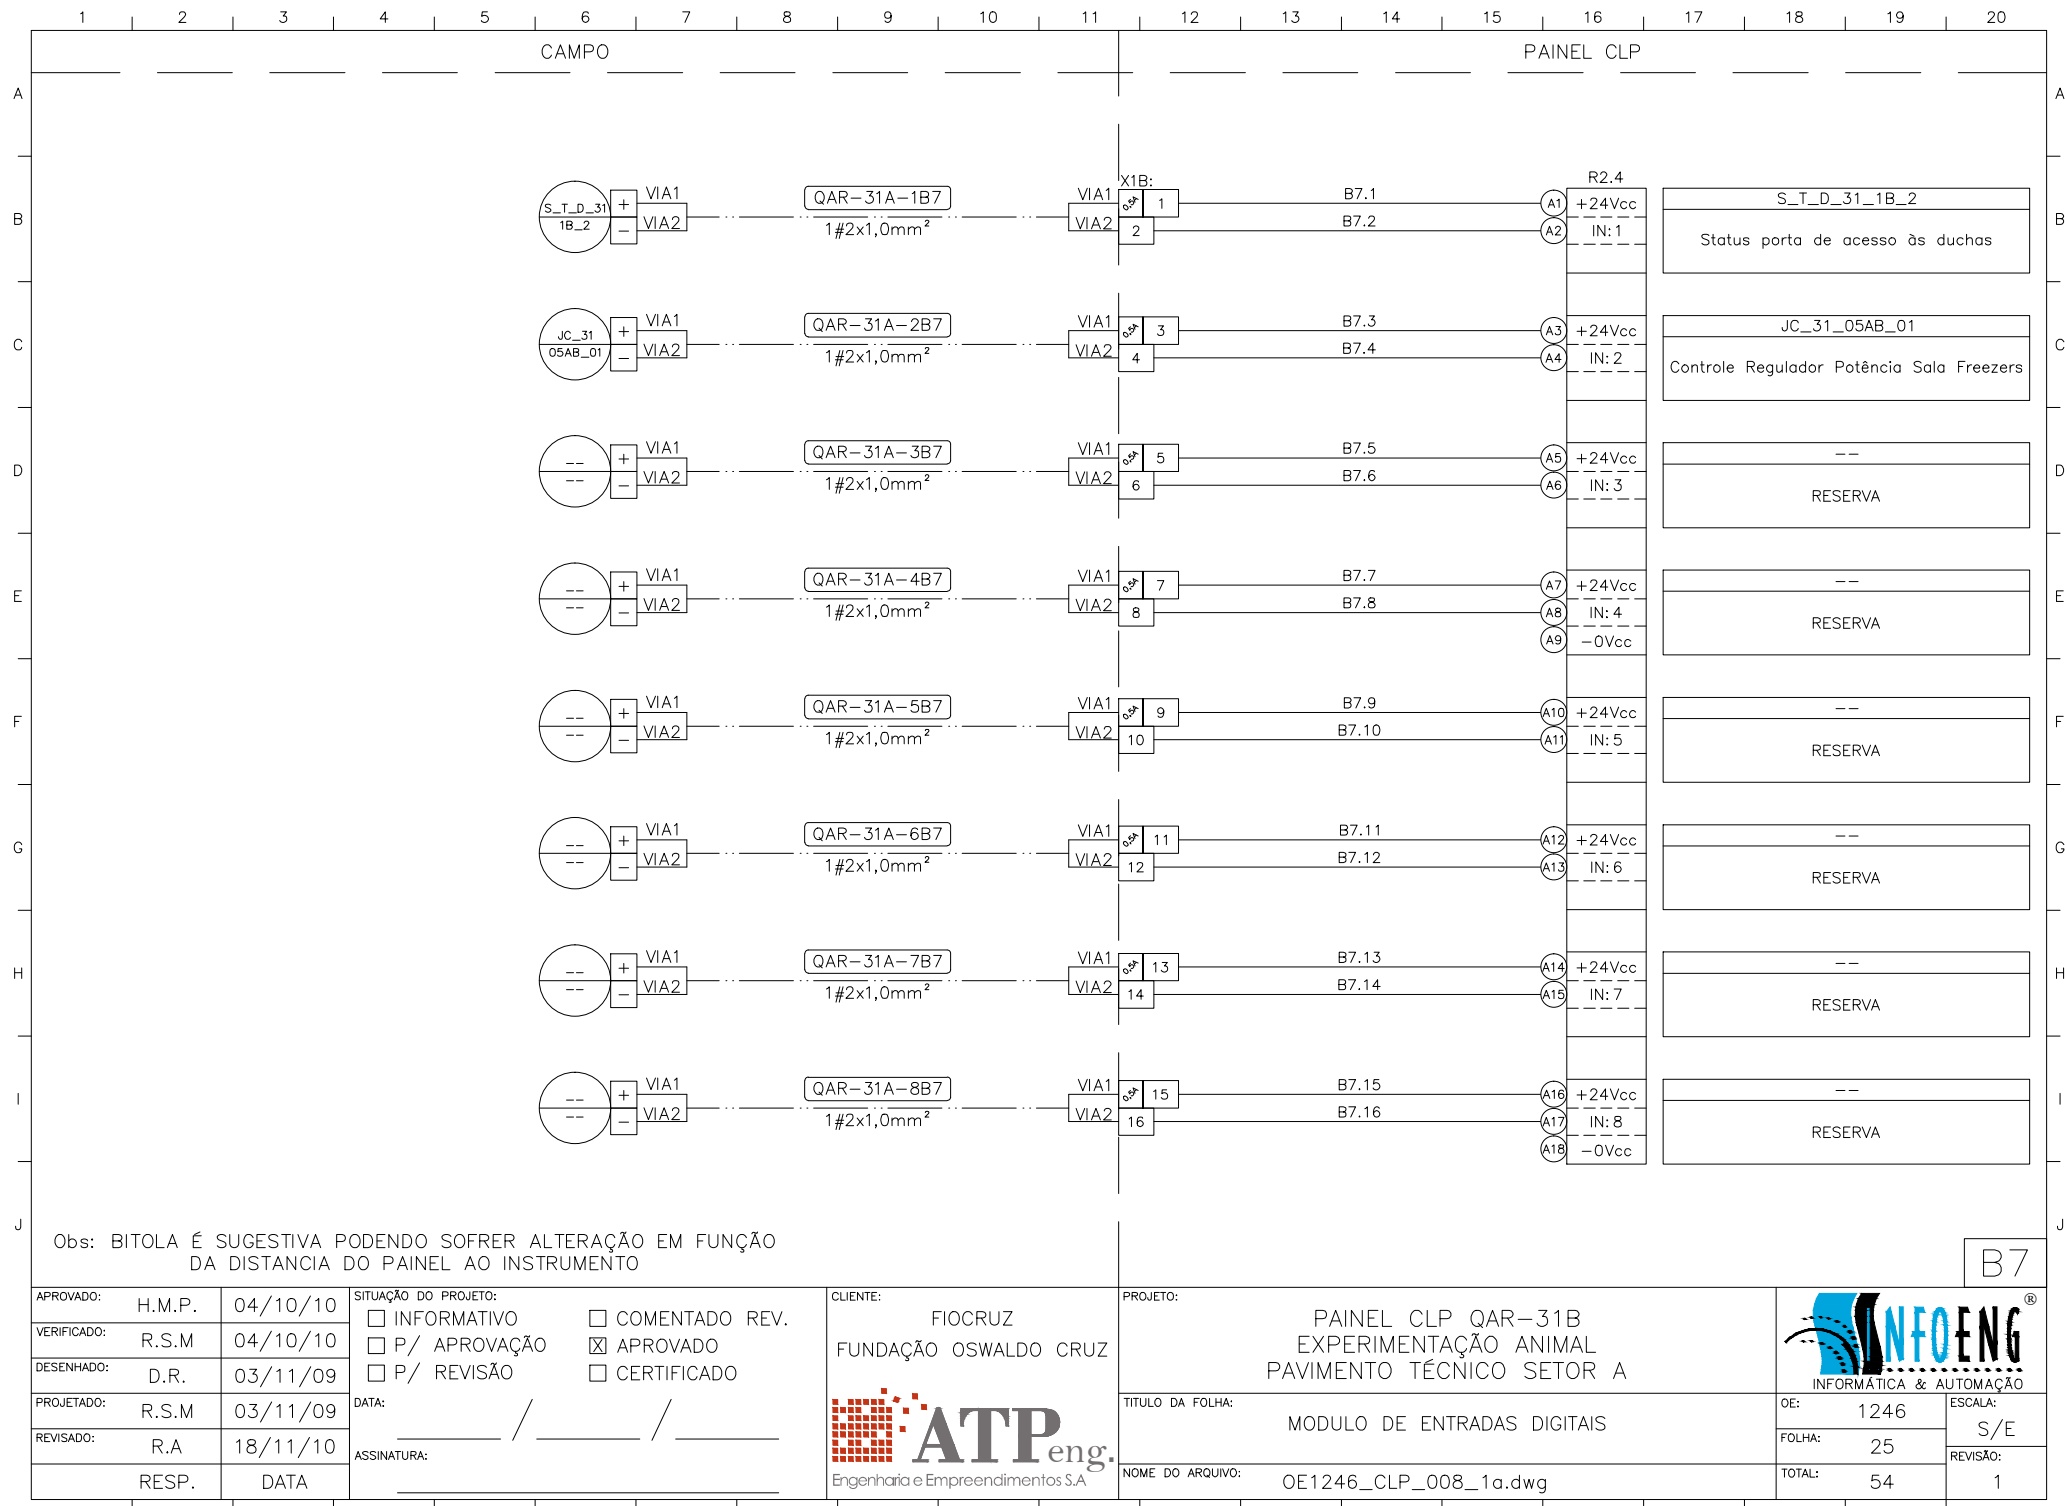 1 2 3 4 5 6 7 8 9 10 11 12 13 14 15 16 17 18 19 20
CAMPO PAINEL CLP
A A
X1B: R2.4
B S_T_D_31 1B_2 + − VIA1 VIA2 QAR-31A-1B7 1#2x1,0mm² VIA1 VIA2 0,5A 1 2 B7.1 B7.2 A1 A2 +24Vcc IN:1 S_T_D_31_1B_2 B
Status porta de acesso às duchas
C JC_31 05AB_01 + − VIA1 VIA2 QAR-31A-2B7 1#2x1,0mm² VIA1 VIA2 0,5A 3 4 B7.3 B7.4 A3 A4 +24Vcc IN:2 JC_31_05AB_01 C
Controle Regulador Potência Sala Freezers
D -- -- + − VIA1 VIA2 QAR-31A-3B7 1#2x1,0mm² VIA1 VIA2 0,5A 5 6 B7.5 B7.6 A5 A6 +24Vcc IN:3 -- D
RESERVA
E -- -- + − VIA1 VIA2 QAR-31A-4B7 1#2x1,0mm² VIA1 VIA2 0,5A 7 8 B7.7 B7.8 A7 A8 A9 +24Vcc IN:4 -0Vcc -- E
RESERVA
F -- -- + − VIA1 VIA2 QAR-31A-5B7 1#2x1,0mm² VIA1 VIA2 0,5A 9 10 B7.9 B7.10 A10 A11 +24Vcc IN:5 -- F
RESERVA
G -- -- + − VIA1 VIA2 QAR-31A-6B7 1#2x1,0mm² VIA1 VIA2 0,5A 11 12 B7.11 B7.12 A12 A13 +24Vcc IN:6 -- G
RESERVA
H -- -- + − VIA1 VIA2 QAR-31A-7B7 1#2x1,0mm² VIA1 VIA2 0,5A 13 14 B7.13 B7.14 A14 A15 +24Vcc IN:7 -- H
RESERVA
I -- -- + − VIA1 VIA2 QAR-31A-8B7 1#2x1,0mm² VIA1 VIA2 0,5A 15 16 B7.15 B7.16 A16 A17 A18 +24Vcc IN:8 -0Vcc -- I
RESERVA
J J
Obs: BITOLA É SUGESTIVA PODENDO SOFRER ALTERAÇÃO EM FUNÇÃO
DA DISTANCIA DO PAINEL AO INSTRUMENTO
B7
APROVADO: H.M.P. 04/10/10
VERIFICADO: R.S.M 04/10/10
DESENHADO: D.R. 03/11/09
PROJETADO: R.S.M 03/11/09
REVISADO: R.A 18/11/10
RESP. DATA
SITUAÇÃO DO PROJETO:
INFORMATIVO COMENTADO REV.
P/ APROVAÇÃO X APROVADO
P/ REVISÃO CERTIFICADO
DATA: / /
ASSINATURA:
CLIENTE:
FIOCRUZ
FUNDAÇÃO OSWALDO CRUZ
ATPeng.
Engenharia e Empreendimentos S.A
PROJETO:
PAINEL CLP QAR-31B
EXPERIMENTAÇÃO ANIMAL
PAVIMENTO TÉCNICO SETOR A
TITULO DA FOLHA:
MODULO DE ENTRADAS DIGITAIS
NOME DO ARQUIVO: OE1246_CLP_008_1a.dwg
INFOENG ®
INFORMÁTICA & AUTOMAÇÃO
OE: 1246
FOLHA: 25
TOTAL: 54
ESCALA: S/E
REVISÃO: 1